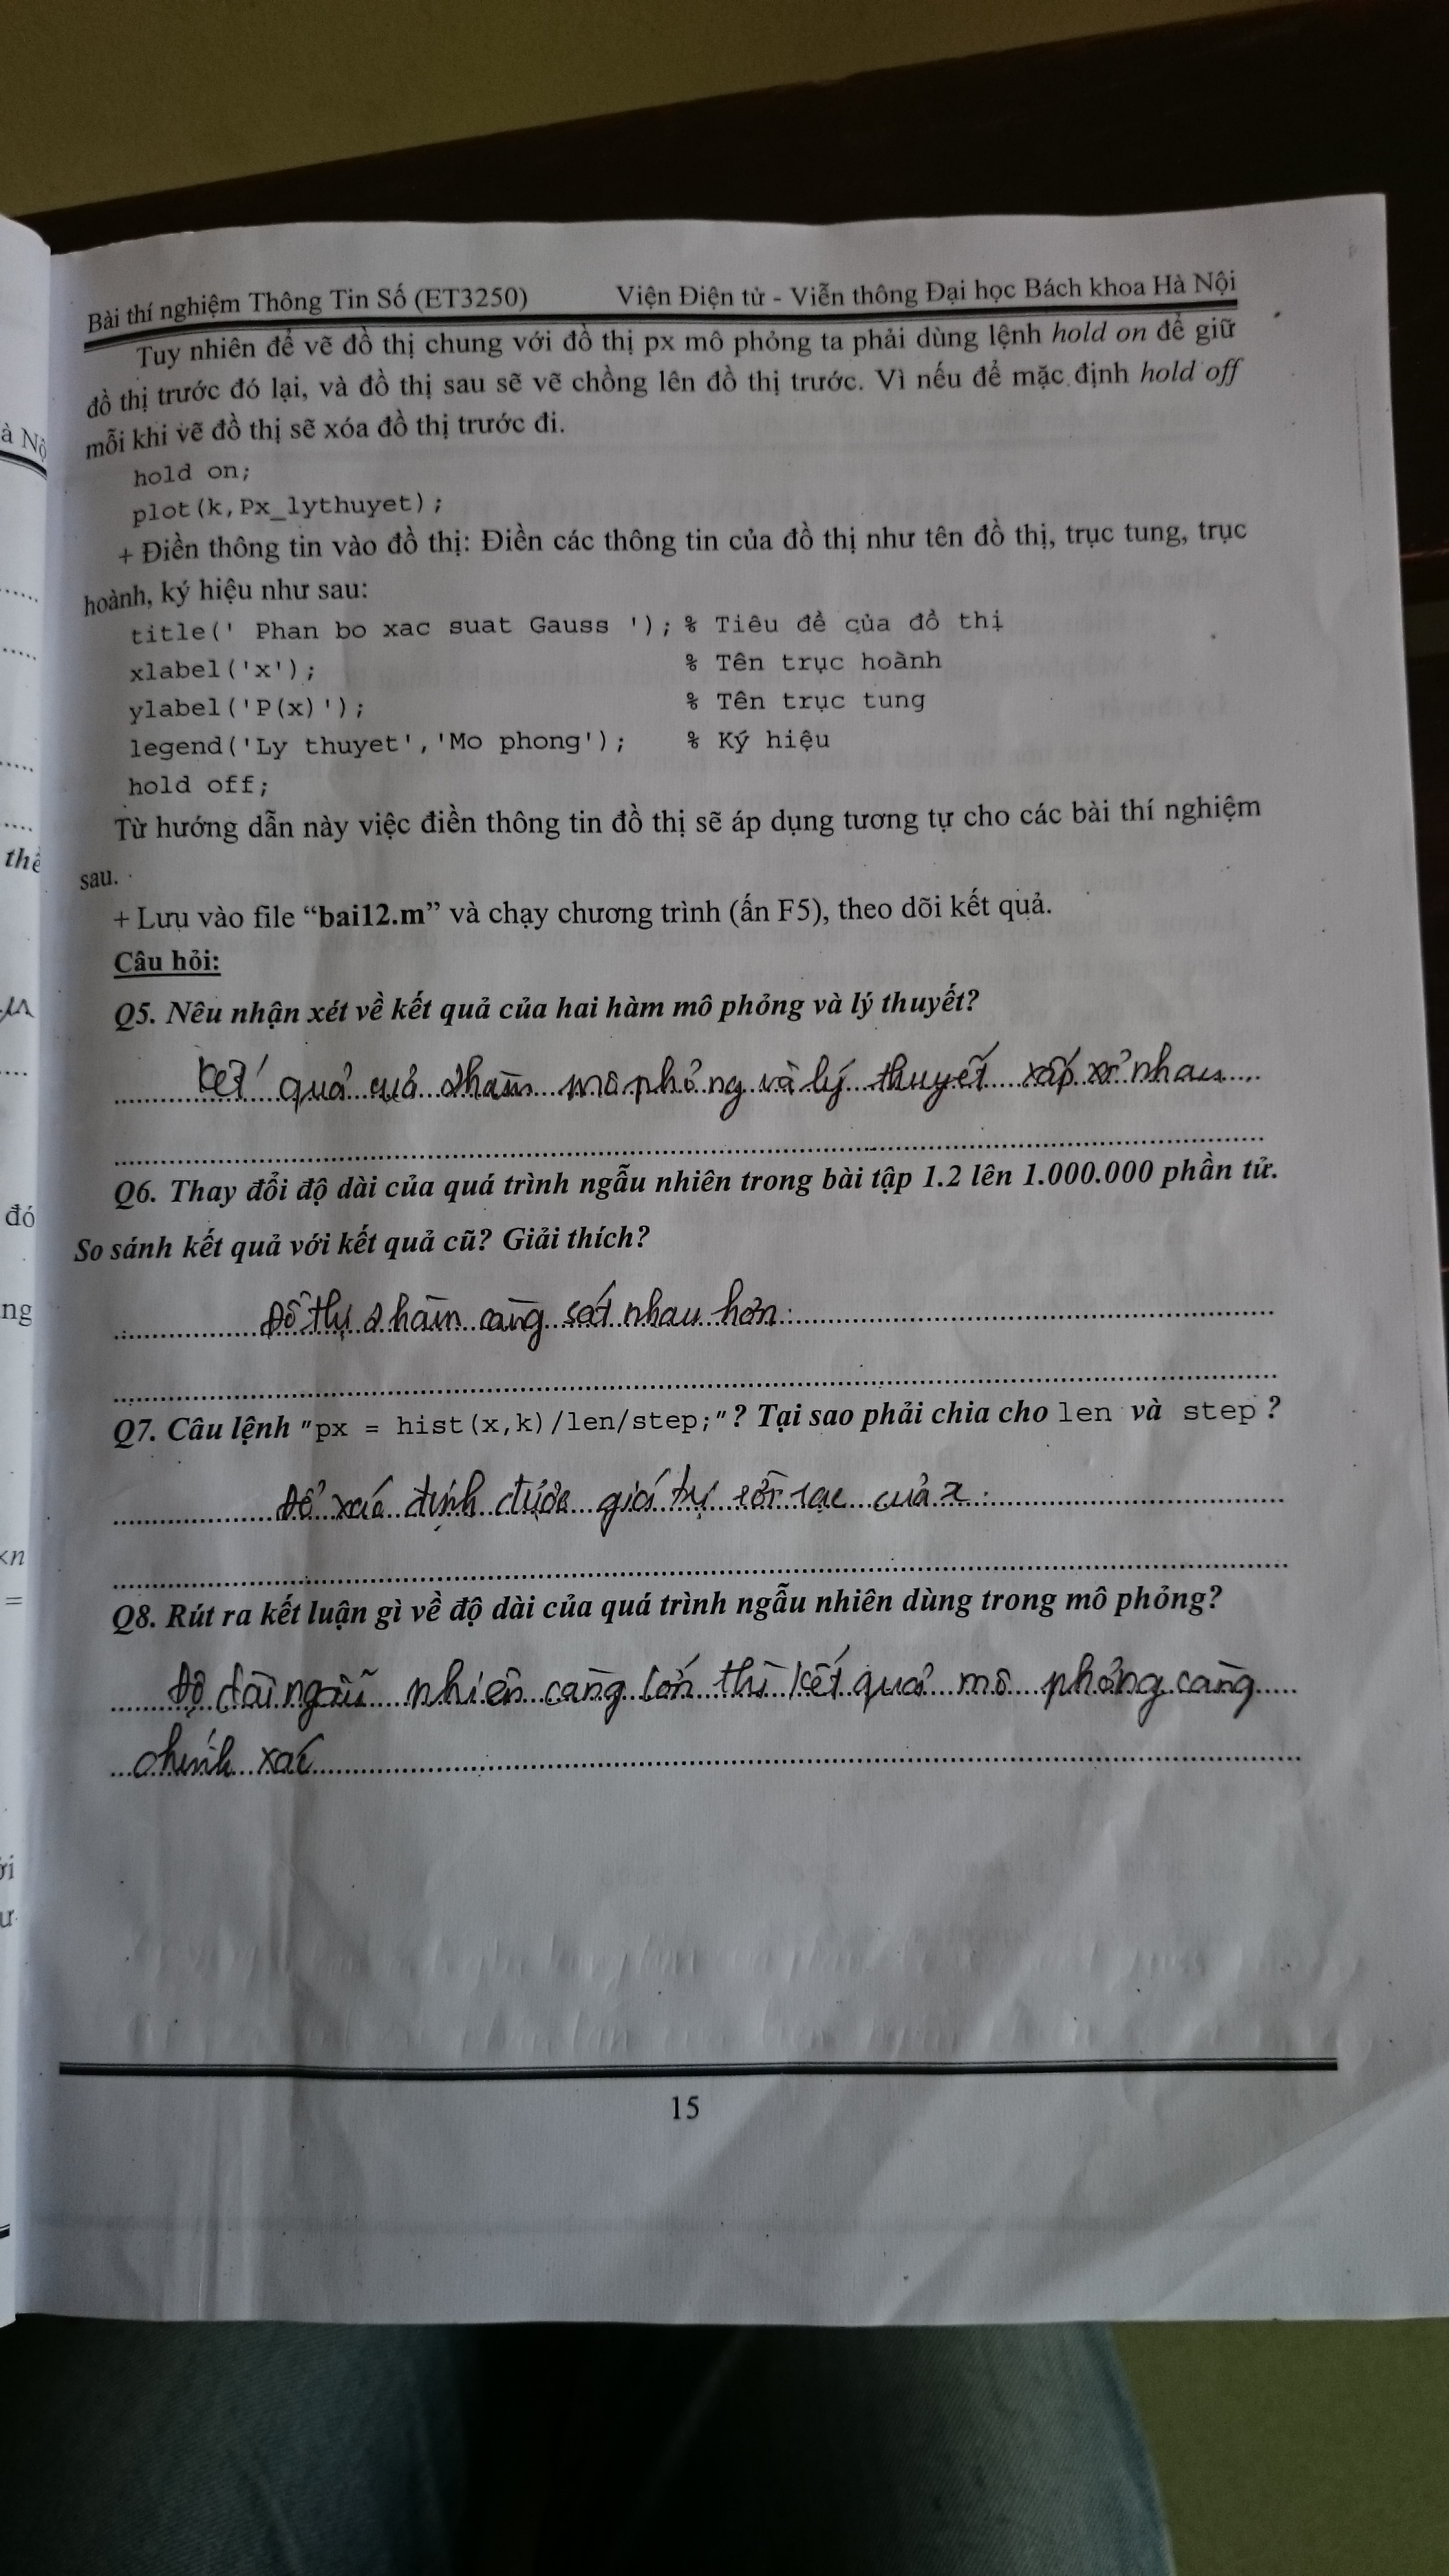 Bài thí nghiệm Thông Tin Số (ET3250) Viện Điện tử - Viễn thông Đại học Bách khoa Hà Nội
Tuy nhiên để vẽ đồ thị chung với đồ thị px mô phỏng ta phải dùng lệnh hold on để giữ
đồ thị trước đó lại, và đồ thị sau sẽ vẽ chồng lên đồ thị trước. Vì nếu để mặc định hold off
mỗi khi vẽ đồ thị sẽ xóa đồ thị trước đi.
hold on;
plot(k,Px_lythuyet);
+ Điền thông tin vào đồ thị: Điền các thông tin của đồ thị như tên đồ thị, trục tung, trục
hoành, ký hiệu như sau:
title(' Phan bo xac suat Gauss '); % Tiêu đề của đồ thị
xlabel('x'); % Tên trục hoành
ylabel('P(x)'); % Tên trục tung
legend('Ly thuyet','Mo phong'); % Ký hiệu
hold off;
Từ hướng dẫn này việc điền thông tin đồ thị sẽ áp dụng tương tự cho các bài thí nghiệm
sau.
+ Lưu vào file “bai12.m” và chạy chương trình (ấn F5), theo dõi kết quả.
Câu hỏi:
Q5. Nêu nhận xét về kết quả của hai hàm mô phỏng và lý thuyết?
Kết quả của 2 hàm mô phỏng và lý thuyết xấp xỉ nhau
Q6. Thay đổi độ dài của quá trình ngẫu nhiên trong bài tập 1.2 lên 1.000.000 phần tử.
So sánh kết quả với kết quả cũ? Giải thích?
Đồ thị 2 hàm càng sát nhau hơn.
Q7. Câu lệnh "px = hist(x,k)/len/step;"? Tại sao phải chia cho len và step ?
Để xác định được giá trị rời rạc của x.
Q8. Rút ra kết luận gì về độ dài của quá trình ngẫu nhiên dùng trong mô phỏng?
Độ dài ngẫu nhiên càng lớn thì kết quả mô phỏng càng
chính xác
15
à Nộ
thể
đó
ng